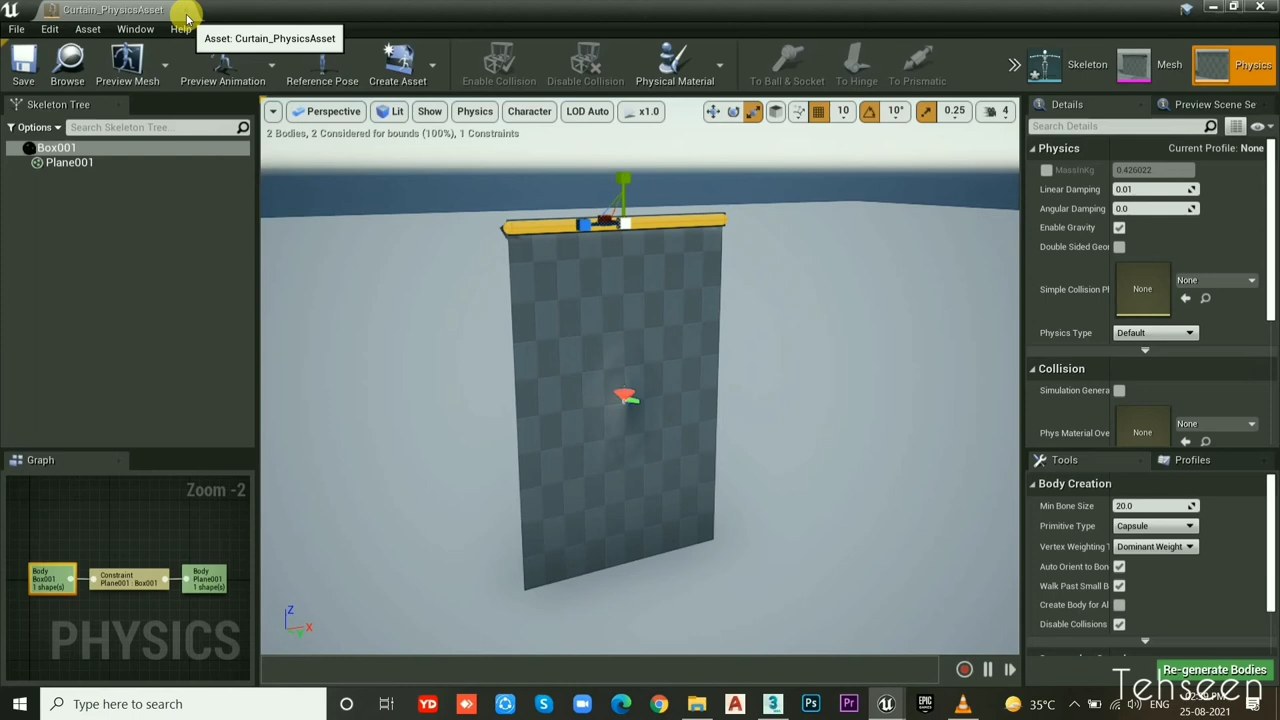 Curtain_PhysicsAsset
File Edit Asset Window Help
Asset: Curtain_PhysicsAsset
Save Browse Preview Mesh Preview Animation Reference Pose Create Asset Enable Collision Disable Collision Physical Material To Ball & Socket To Hinge To Prismatic Skeleton Mesh Physics
Skeleton Tree
Options Search Skeleton Tree...
Box001
Plane001
Perspective Lit Show Physics Character LOD Auto x1.0 10 10° 0.25 4
2 Bodies, 2 Considered for bounds (100%), 1 Constraints
Z
X
Details Preview Scene Se
Search Details
Physics Current Profile: None
MassInKg 0.426022
Linear Damping 0.01
Angular Damping 0.0
Enable Gravity
Double Sided Geor
None None
Simple Collision Pl
Physics Type Default
Collision
Simulation Genera
None None
Phys Material Ove
Tools Profiles
Body Creation
Min Bone Size 20.0
Primitive Type Capsule
Vertex Weighting T Dominant Weight
Auto Orient to Bon
Walk Past Small B
Create Body for Al
Disable Collisions
Re-generate Bodies
Graph
Zoom -2
Body
Box001
1 shape(s)
Constraint
Plane001 : Box001
Body
Plane001
1 shape(s)
PHYSICS
Tehseen
Type here to search
35°C ENG
25-08-2021